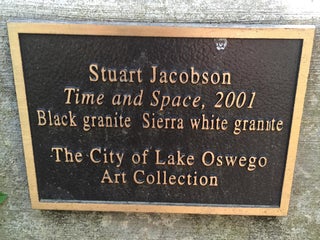 Stuart Jacobson
Time and Space, 2001
Black granite Sierra white granite
The City of Lake Oswego
Art Collection